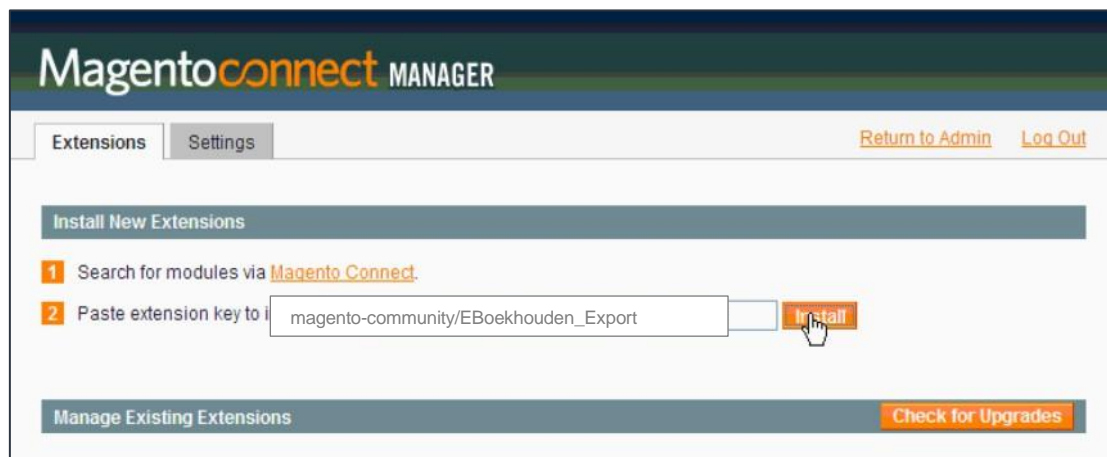 Magentoconnect MANAGER
Extensions Settings Return to Admin Log Out
Install New Extensions
1 Search for modules via Magento Connect.
2 Paste extension key to i magento-community/EBoekhouden_Export Install
Manage Existing Extensions Check for Upgrades